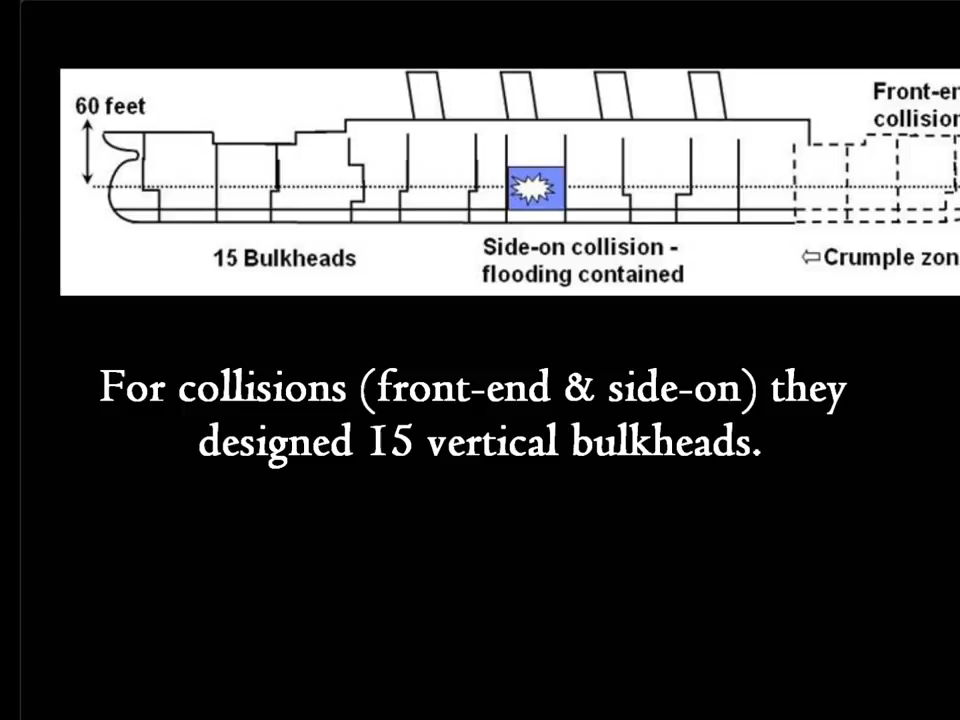 60 feet
Front-en
collision
15 Bulkheads
Side-on collision -
flooding contained
⇦Crumple zon
For collisions (front-end & side-on) they
designed 15 vertical bulkheads.